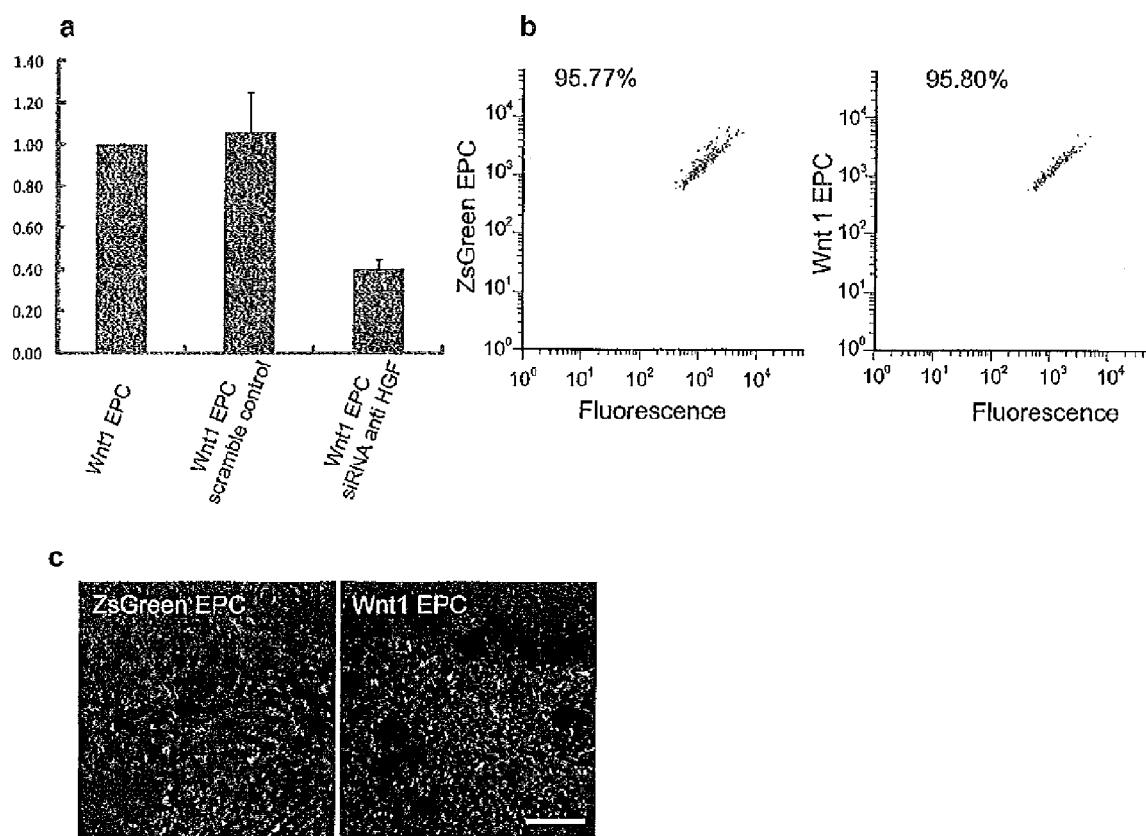 a
1.40
1.20
1.00
0.80
0.60
0.40
0.20
0.00
Wnt1 EPC
Wnt1 EPC
scramble control
Wnt1 EPC
siRNA anti HGF
b
95.77%
ZsGreen EPC
10⁴
10³
10²
10¹
10⁰
10⁰ 10¹ 10² 10³ 10⁴
Fluorescence
95.80%
Wnt 1 EPC
10⁴
10³
10²
10¹
10⁰
10⁰ 10¹ 10² 10³ 10⁴
Fluorescence
c
ZsGreen EPC
Wnt1 EPC